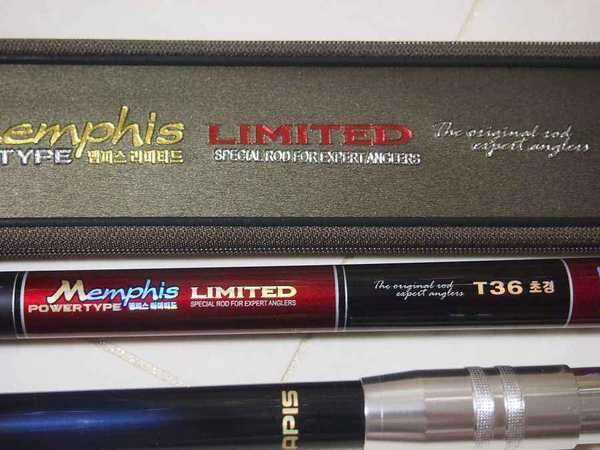 Memphis
TYPE 멤피스 리미티드
LIMITED
SPECIAL ROD FOR EXPERT ANGLERS
The original rod
expert anglers
Memphis
POWERTYPE 멤피스 리미티드
LIMITED
SPECIAL ROD FOR EXPERT ANGLERS
The original rod
expert anglers
T36 초경
APIS